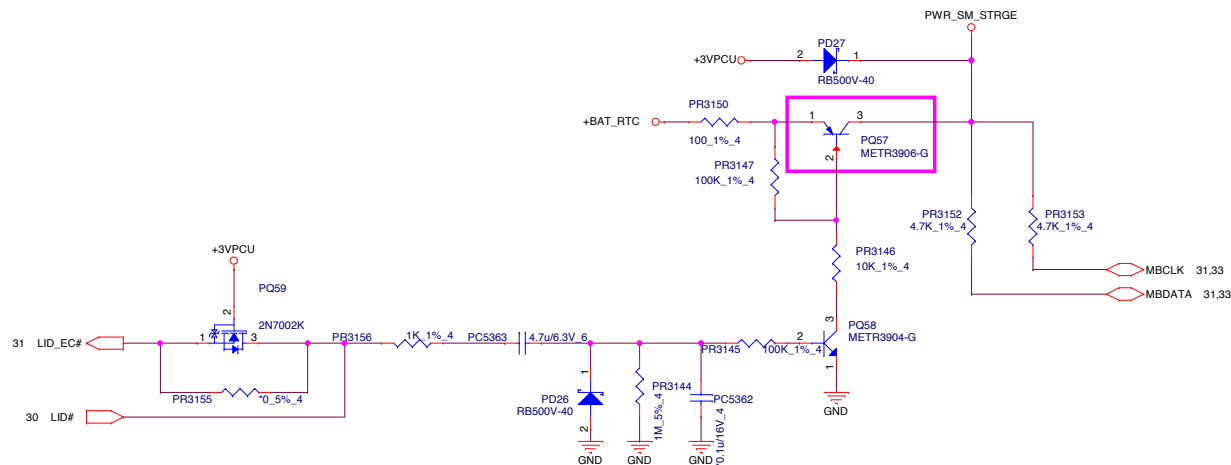 PWR_SM_STRGE
PD27
+3VPCU
2
1
RB500V-40
PR3150
+BAT_RTC
100_1%_4
1
3
PQ57
METR3906-G
2
PR3147
100K_1%_4
PR3152
4.7K_1%_4
PR3153
4.7K_1%_4
PR3146
10K_1%_4
MBCLK 31,33
MBDATA 31,33
+3VPCU
PQ59
2
2N7002K
31 LID_EC#
1
3
PR3156
1K_1%_4
PC5363
4.7u/6.3V_6
PR3145
100K_1%_4
2
3
PQ58
METR3904-G
1
GND
PR3155
*0_5%_4
30 LID#
1
PD26
RB500V-40
2
GND
PR3144
1M_5%_4
GND
PC5362
*0.1u/16V_4
GND